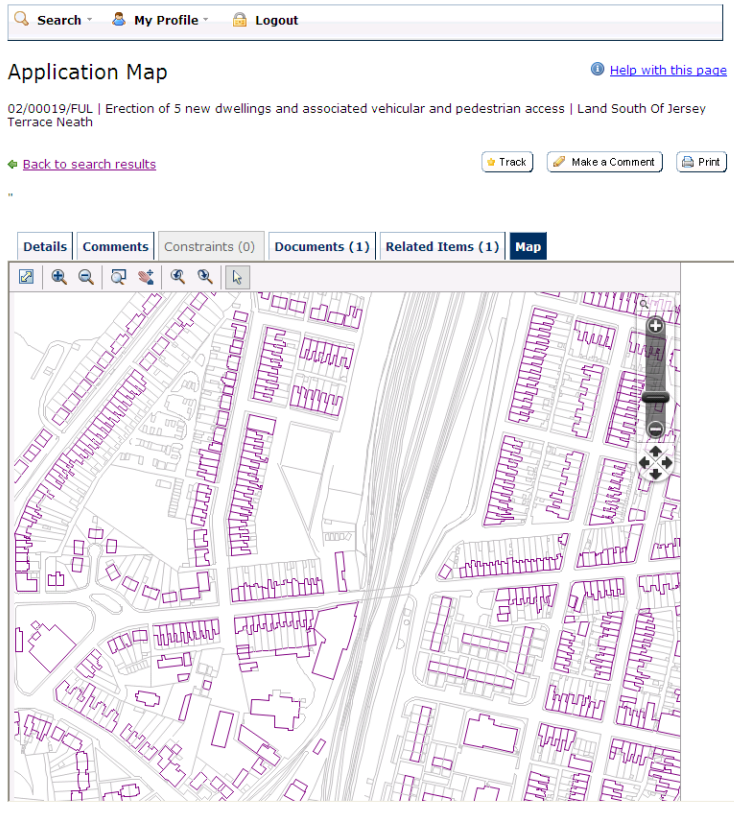 Search My Profile Logout
Application Map Help with this page
02/00019/FUL | Erection of 5 new dwellings and associated vehicular and pedestrian access | Land South Of Jersey
Terrace Neath
Back to search results Track Make a Comment Print
"
Details Comments Constraints (0) Documents (1) Related Items (1) Map